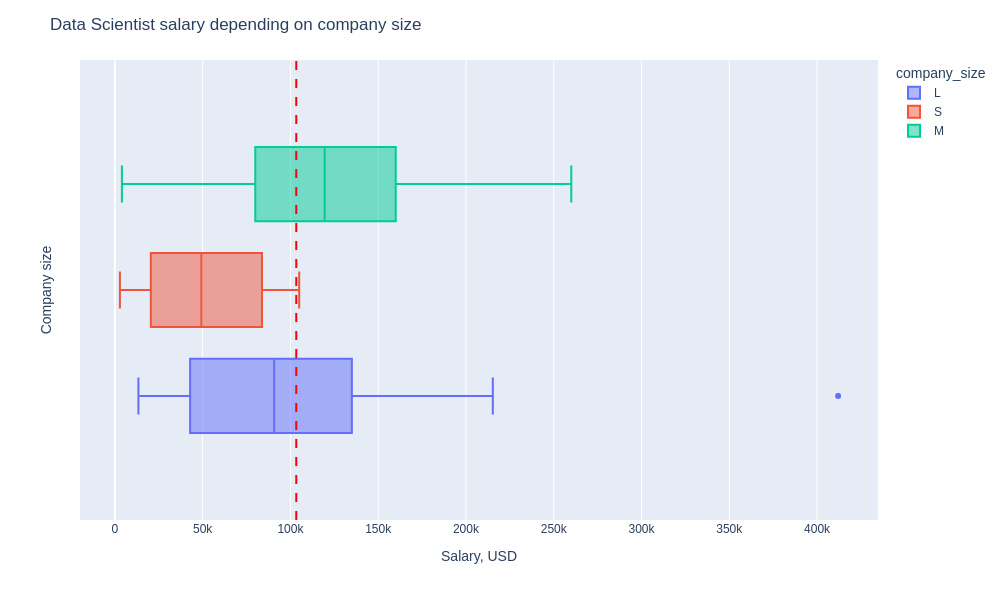 Data Scientist salary depending on company size
company_size
L
S
M
Company size
0 50k 100k 150k 200k 250k 300k 350k 400k
Salary, USD